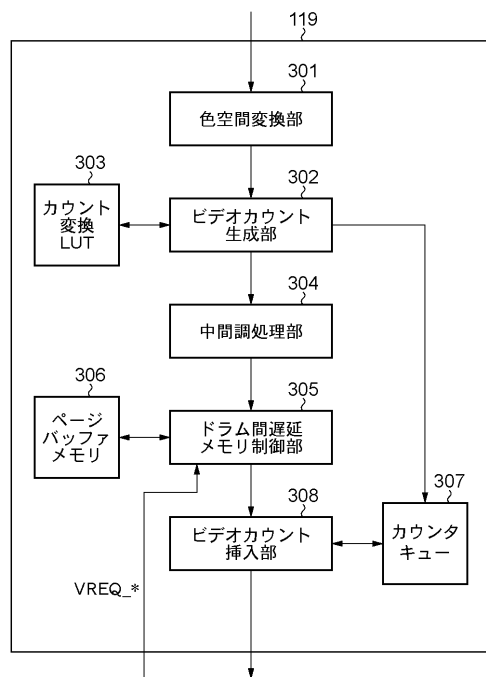 119
301
色空間変換部
303
302
カウント
変換
LUT
ビデオカウント
生成部
304
中間調処理部
306
305
ページ
バッファ
メモリ
ドラム間遅延
メモリ制御部
307
308
ビデオカウント
挿入部
カウンタ
キュー
VREQ_*